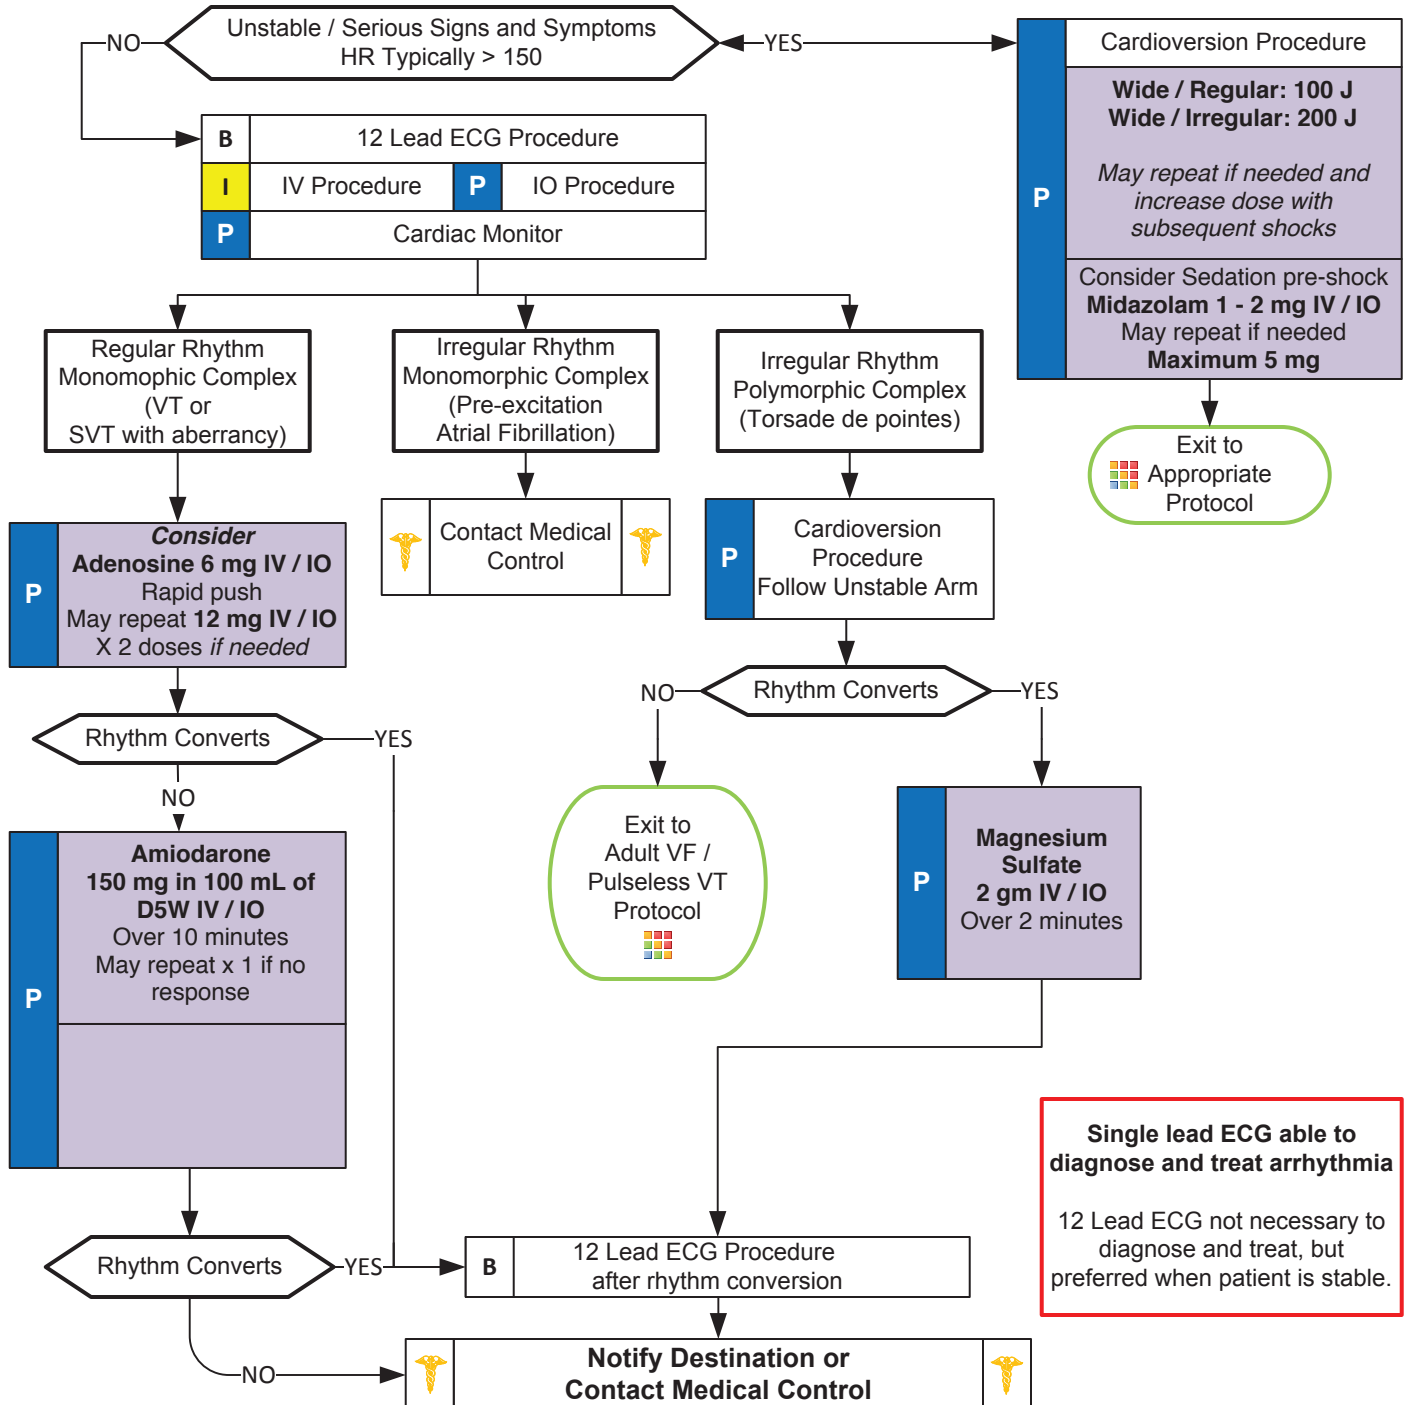 Unstable / Serious Signs and Symptoms
HR Typically > 150
NO
YES
Cardioversion Procedure
P
Wide / Regular: 100 J
Wide / Irregular: 200 J
May repeat if needed and
increase dose with
subsequent shocks
Consider Sedation pre-shock
Midazolam 1 - 2 mg IV / IO
May repeat if needed
Maximum 5 mg
Exit to
Appropriate
Protocol
B
12 Lead ECG Procedure
I
IV Procedure
P
IO Procedure
P
Cardiac Monitor
Regular Rhythm
Monomophic Complex
(VT or
SVT with aberrancy)
Irregular Rhythm
Monomorphic Complex
(Pre-excitation
Atrial Fibrillation)
Irregular Rhythm
Polymorphic Complex
(Torsade de pointes)
P
Consider
Adenosine 6 mg IV / IO
Rapid push
May repeat 12 mg IV / IO
X 2 doses if needed
Contact Medical
Control
P
Cardioversion
Procedure
Follow Unstable Arm
Rhythm Converts
YES
NO
NO
Rhythm Converts
YES
P
Amiodarone
150 mg in 100 mL of
D5W IV / IO
Over 10 minutes
May repeat x 1 if no
response
Exit to
Adult VF /
Pulseless VT
Protocol
P
Magnesium
Sulfate
2 gm IV / IO
Over 2 minutes
Single lead ECG able to
diagnose and treat arrhythmia
12 Lead ECG not necessary to
diagnose and treat, but
preferred when patient is stable.
Rhythm Converts
YES
B
12 Lead ECG Procedure
after rhythm conversion
NO
Notify Destination or
Contact Medical Control